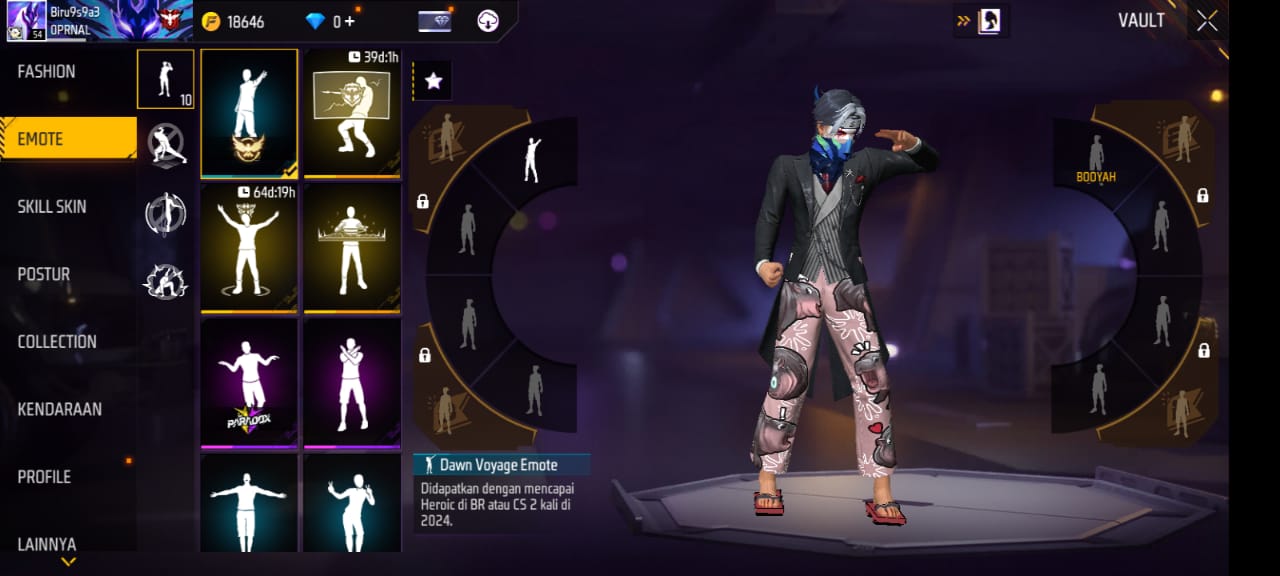 Biru9s9a3
54
OPRNAL
18646
0 +
VAULT
FASHION
EMOTE
SKILL SKIN
POSTUR
COLLECTION
KENDARAAN
PROFILE
LAINNYA
10
39d:1h
64d:19h
PARADOX
BOOYAH
Dawn Voyage Emote
Didapatkan dengan mencapai
Heroic di BR atau CS 2 kali di
2024.